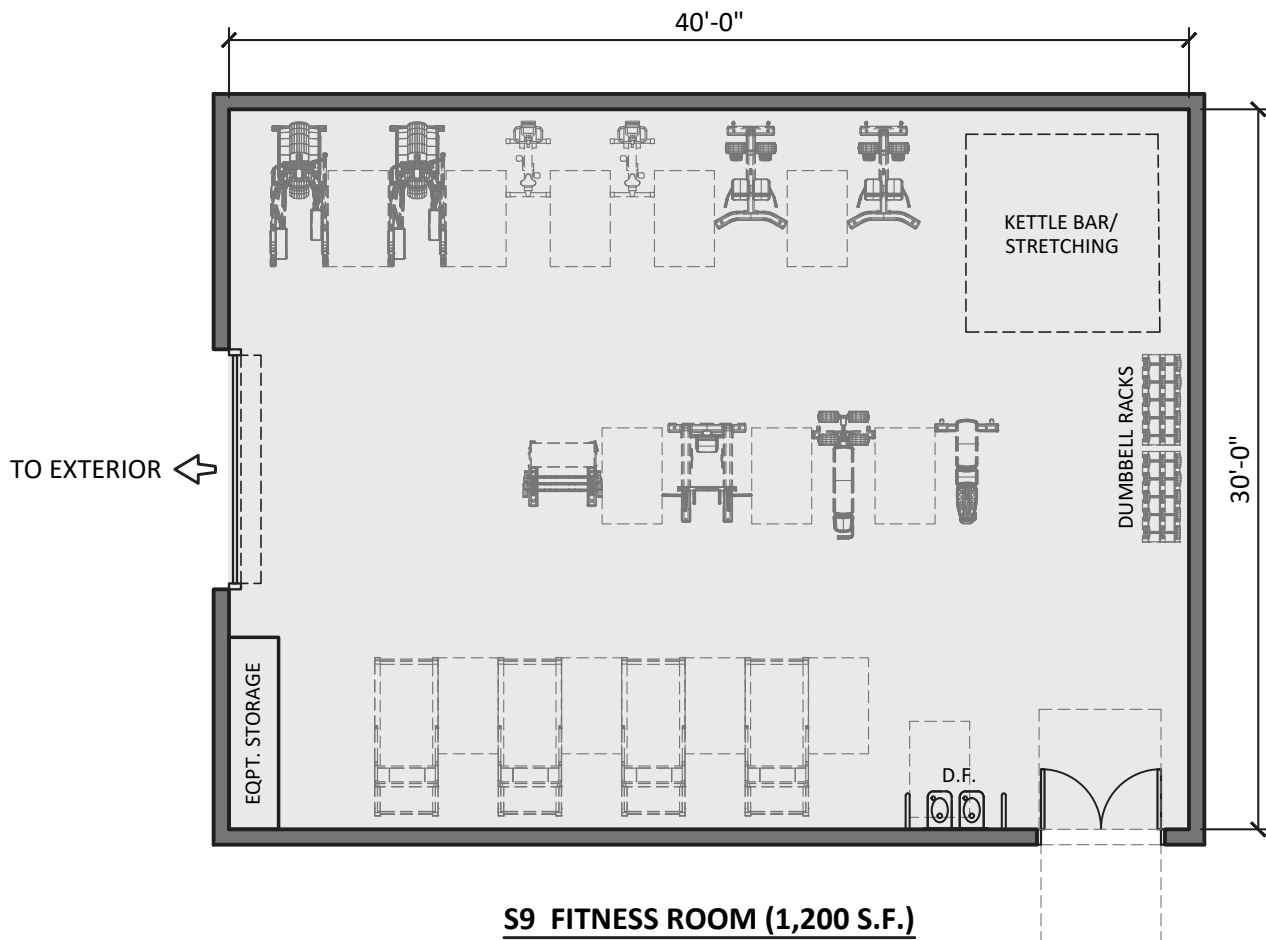 40'-0"
KETTLE BAR/
STRETCHING
DUMBBELL RACKS
30'-0"
TO EXTERIOR
EQPT. STORAGE
D.F.
S9 FITNESS ROOM (1,200 S.F.)